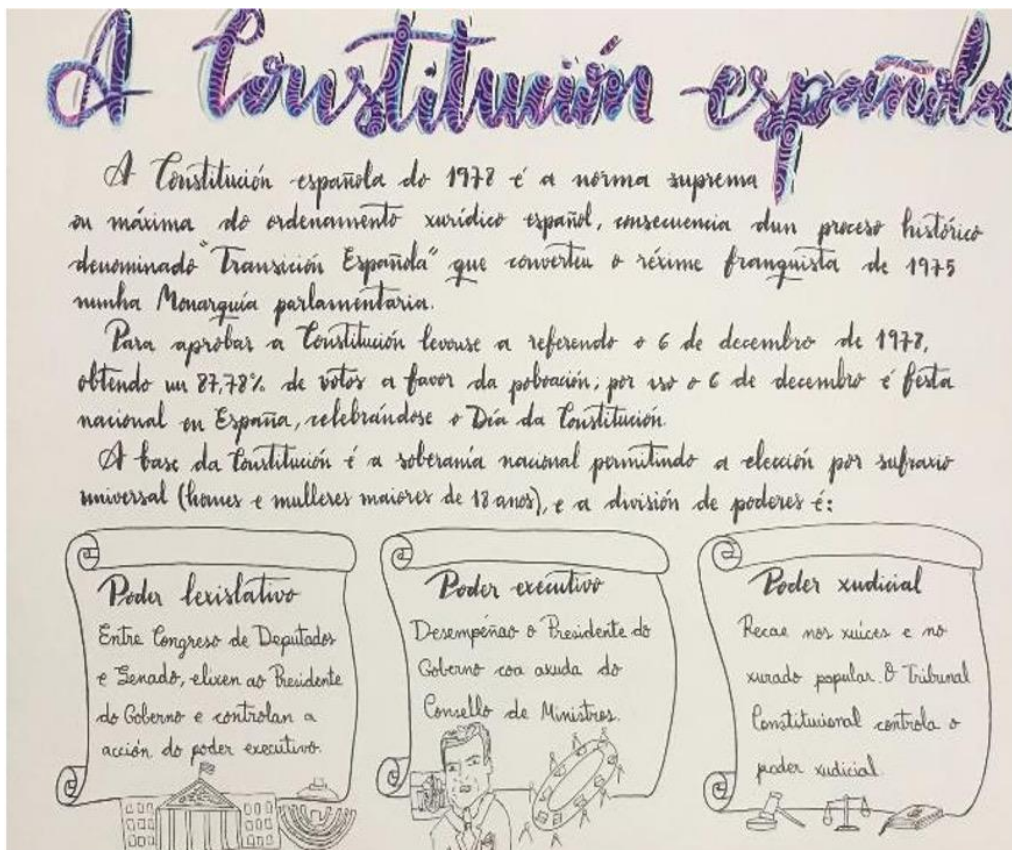 A Constitución española
A Constitución española do 1978 é a norma suprema
ou máxima do ordenamento xurídico español, consecuencia dun proceso histórico
denominado "Transición Española" que converteu o réxime franquista de 1975
nunha Monarquía parlamentaria.
Para aprobar a Constitución levouse a referendo o 6 de decembro de 1978,
obtendo un 87,78% de votos a favor da poboación; por iso o 6 de decembro é festa
nacional en España, celebrándose o Día da Constitución.
A base da Constitución é a soberanía nacional permitindo a elección por sufraxio
universal (homes e mulleres maiores de 18 anos), e a división de poderes é:
Poder lexislativo
Entre Congreso de Deputados
e Senado, elixen ao Presidente
do Goberno e controlan a
acción do poder executivo.
Poder executivo
Desempéñao o Presidente do
Goberno coa axuda do
Consello de Ministros.
Poder xudicial
Recae nos xuíces e no
xurado popular. O Tribunal
Constitucional controla o
poder xudicial.